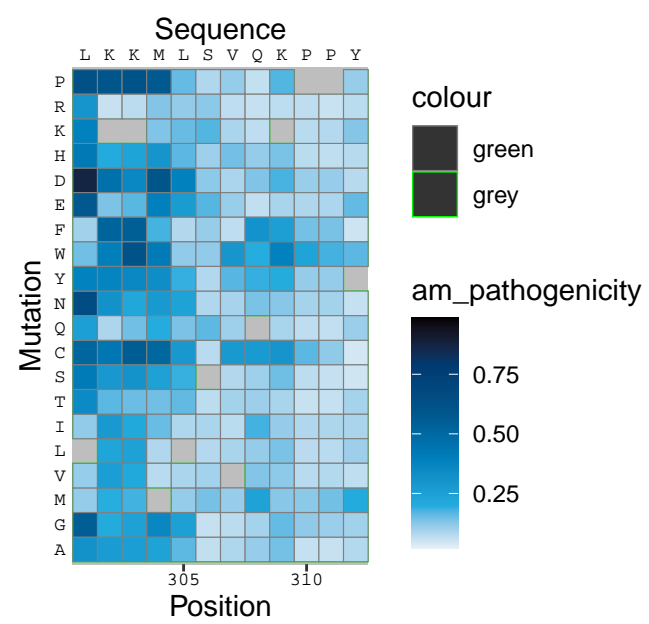 Sequence
L K K M L S V Q K P P Y
Mutation
P
R
K
H
D
E
F
W
Y
N
Q
C
S
T
I
L
V
M
G
A
305 310
Position
colour
green
grey
am_pathogenicity
0.75
0.50
0.25